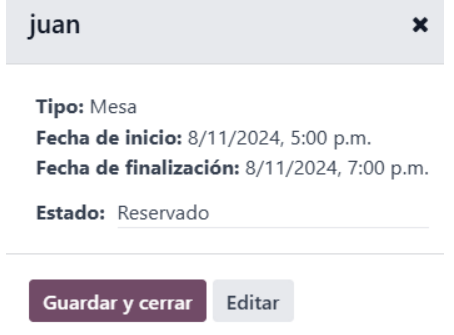 juan
Tipo: Mesa
Fecha de inicio: 8/11/2024, 5:00 p.m.
Fecha de finalización: 8/11/2024, 7:00 p.m.
Estado: Reservado
Guardar y cerrar Editar